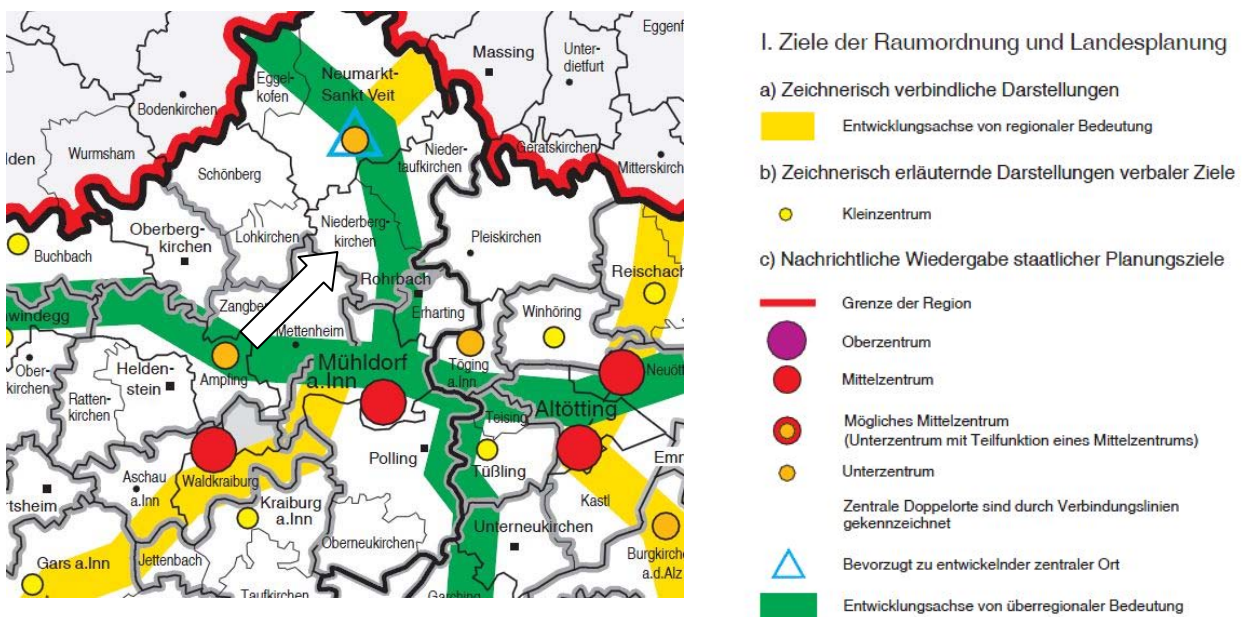 Eggenf
Massing
Unter-
dietfurt
Neumarkt-
Sankt Veit
Eggel-
kofen
Bodenkirchen
Wurmsham
lden
Nieder-
taufkirchen
Geratskirchen
Mitterskirch
Schönberg
Oberberg-
kirchen
Lohkirchen
Niederberg-
kirchen
Pleiskirchen
Buchbach
Reischach
Rohrbach
Zangbe
Erharting
Winhöring
windegg
Mettenheim
Ober-
kirchen
Helden-
stein
Ampfing
Mühldorf
a.Inn
Töging
a.Inn
Neuöt
Ratten-
kirchen
Teising
Altötting
Polling
Tüßling
Emm
Aschau
a.Inn
Waldkraiburg
Kastl
rtsheim
Kraiburg
a.Inn
Unterneukirchen
Oberneukirchen
Burgkirch
a.d.Alz
Gars a.Inn
Jettenbach
Taufkirchen
Garching
I. Ziele der Raumordnung und Landesplanung
a) Zeichnerisch verbindliche Darstellungen
Entwicklungsachse von regionaler Bedeutung
b) Zeichnerisch erläuternde Darstellungen verbaler Ziele
Kleinzentrum
c) Nachrichtliche Wiedergabe staatlicher Planungsziele
Grenze der Region
Oberzentrum
Mittelzentrum
Mögliches Mittelzentrum
(Unterzentrum mit Teilfunktion eines Mittelzentrums)
Unterzentrum
Zentrale Doppelorte sind durch Verbindungslinien
gekennzeichnet
Bevorzugt zu entwickelnder zentraler Ort
Entwicklungsachse von überregionaler Bedeutung